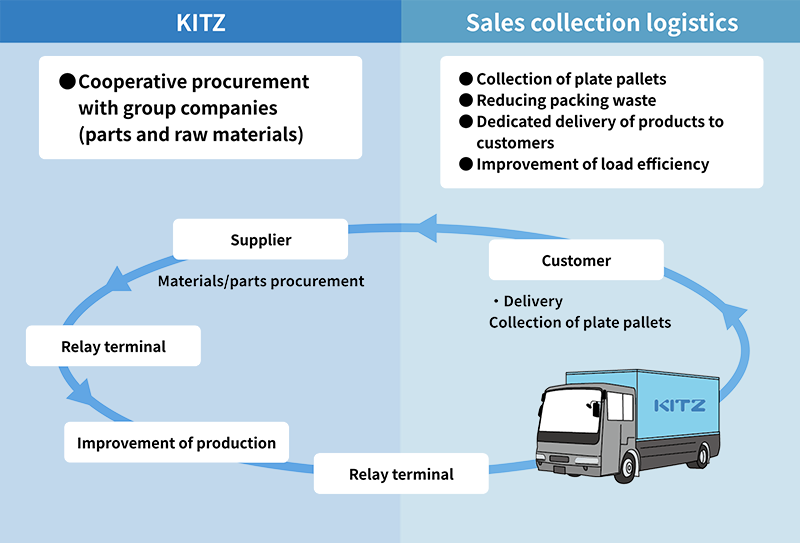 KITZ
Sales collection logistics
● Cooperative procurement
with group companies
(parts and raw materials)
● Collection of plate pallets
● Reducing packing waste
● Dedicated delivery of products to
customers
● Improvement of load efficiency
Supplier
Materials/parts procurement
Customer
・Delivery
Collection of plate pallets
Relay terminal
KITZ
Improvement of production
Relay terminal